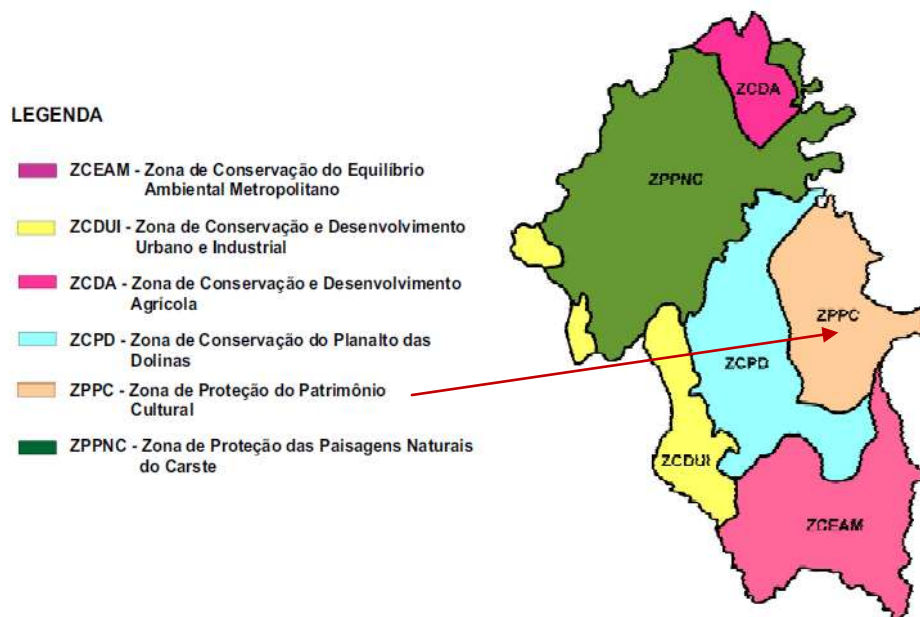 LEGENDA
ZCEAM - Zona de Conservação do Equilíbrio
Ambiental Metropolitano
ZCDUI - Zona de Conservação e Desenvolvimento
Urbano e Industrial
ZCDA - Zona de Conservação e Desenvolvimento
Agrícola
ZCPD - Zona de Conservação do Planalto das
Dolinas
ZPPC - Zona de Proteção do Patrimônio
Cultural
ZPPNC - Zona de Proteção das Paisagens Naturais
do Carste
ZCDA
ZPPNC
ZPPC
ZCPD
ZCDUI
ZCEAM